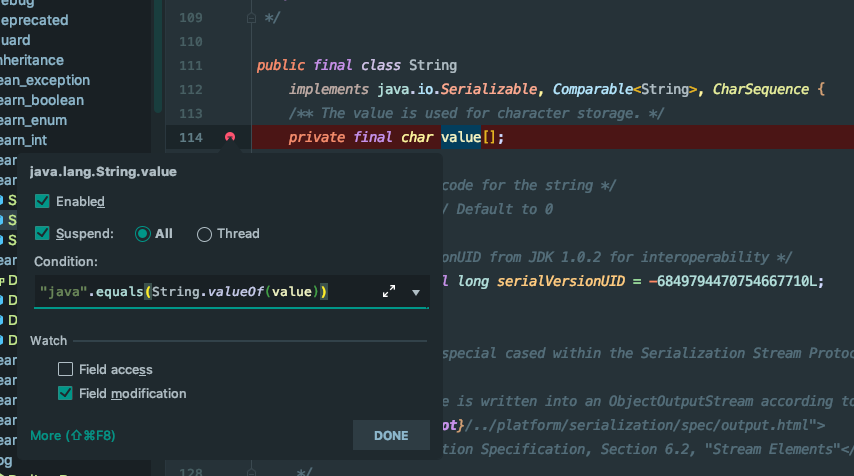 ebug
eprecated
uard
nheritance
ean_exception
earn_boolean
earn_enum
earn_int
ear
ear
S
S
S
ear
D
D
D
D
ear
ear
ear
ear
ear
og
109 */
110
111 public final class String
112 implements java.io.Serializable, Comparable<String>, CharSequence {
113 /** The value is used for character storage. */
114 private final char value[];
code for the string */
/ Default to 0
onUID from JDK 1.0.2 for interoperability */
l long serialVersionUID = -6849794470754667710L;
special cased within the Serialization Stream Protoc
e is written into an ObjectOutputStream according to
ot}/../platform/serialization/spec/output.html">
tion Specification, Section 6.2, "Stream Elements"</
128 */
java.lang.String.value
Enabled
Suspend: All Thread
Condition:
"java".equals(String.valueOf(value))
Watch
Field access
Field modification
More (⇧⌘F8)
DONE